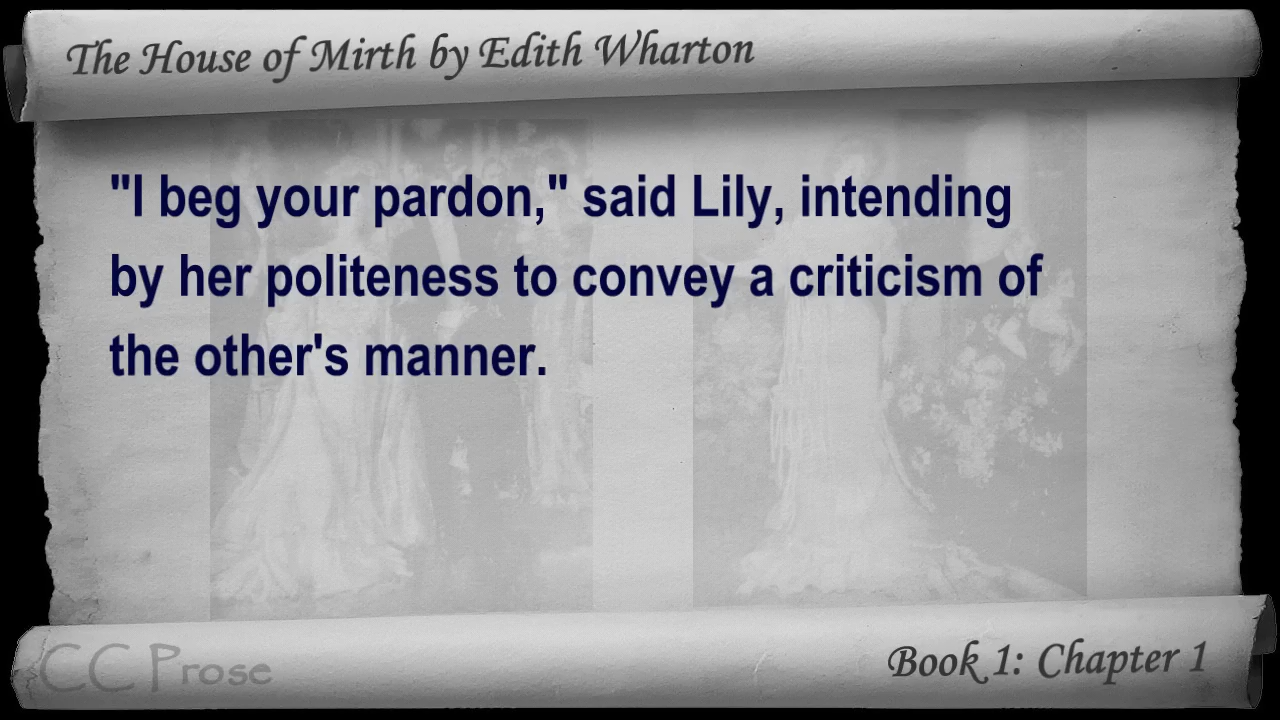 The House of Mirth by Edith Wharton
"I beg your pardon," said Lily, intending
by her politeness to convey a criticism of
the other's manner.
CC Prose
Book 1: Chapter 1